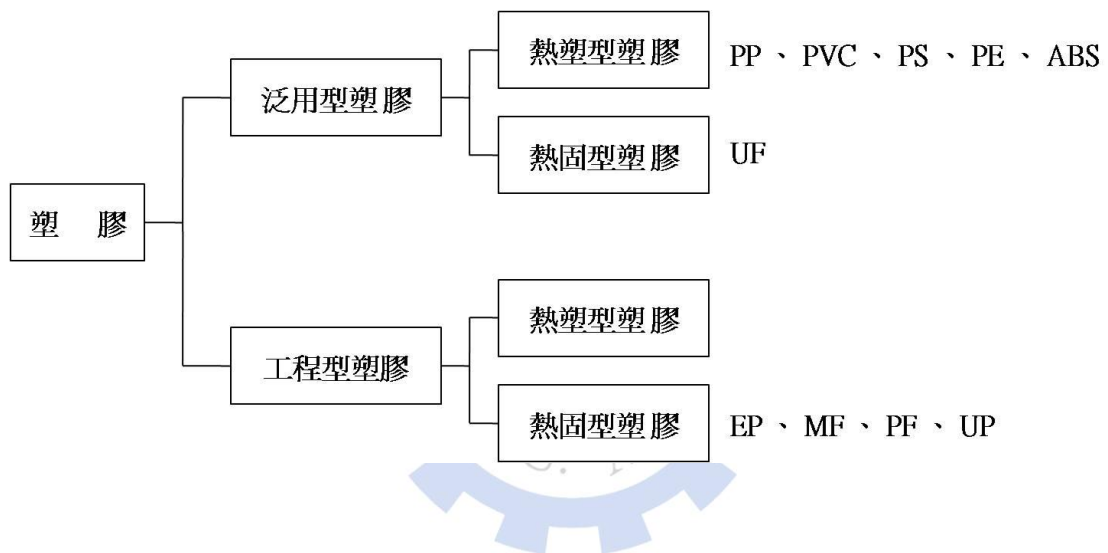 塑 膠
泛用型塑膠
熱塑型塑膠 PP、PVC、PS、PE、ABS
熱固型塑膠 UF
工程型塑膠
熱塑型塑膠
熱固型塑膠 EP、MF、PF、UP